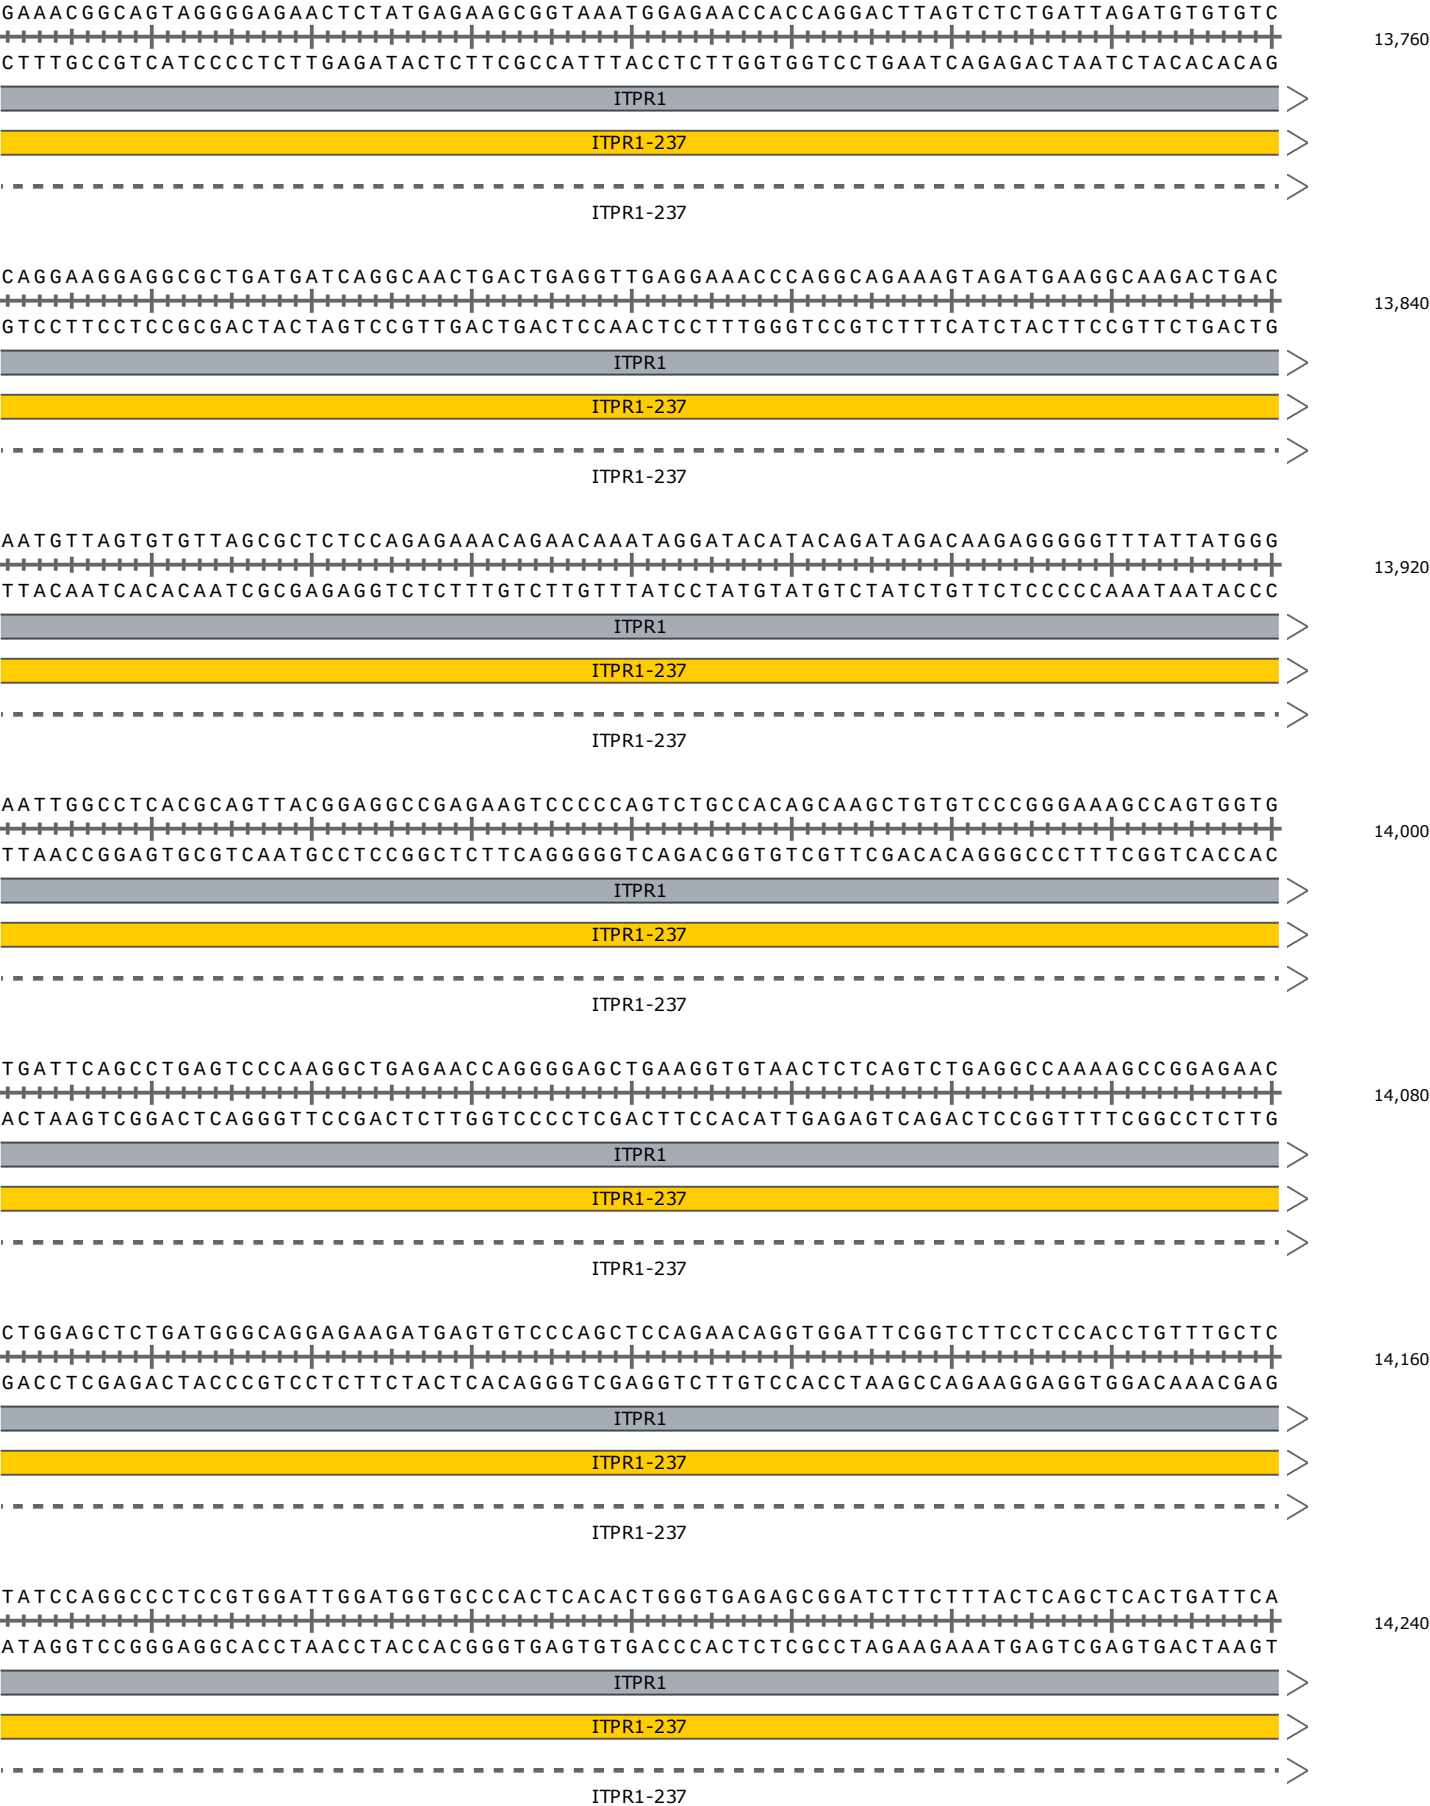 GAAACGGCAGTAGGGGAGAACTCTATGAGAAGCGGTAAATGGAGAACCACCAGGACTTAGTCTCTGATTAGATGTGTGTC
13,760
CTTTGCCGTCATCCCCTCTTGAGATACTCTTCGCCATTTACCTCTTGGTGGTCCTGAATCAGAGACTAATCTACACACAG
ITPR1
ITPR1-237
ITPR1-237
CAGGAAGGAGGCGCTGATGATCAGGCAACTGACTGAGGTTGAGGAAACCCAGGCAGAAAGTAGATGAAGGCAAGACTGAC
13,840
GTCCTTCCTCCGCGACTACTAGTCCGTTGACTGACTCCAACTCCTTTGGGTCCGTCTTTCATCTACTTCCGTTCTGACTG
ITPR1
ITPR1-237
ITPR1-237
AATGTTAGTGTGTTAGCGCTCTCCAGAGAAACAGAACAAATAGGATACATACAGATAGACAAGAGGGGGTTTATTATGGG
13,920
TTACAATCACACAATCGCGAGAGGTCTCTTTGTCTTGTTTATCCTATGTATGTCTATCTGTTCTCCCCCAAATAATACCC
ITPR1
ITPR1-237
ITPR1-237
AATTGGCCTCACGCAGTTACGGAGGCCGAGAAGTCCCCCAGTCTGCCACAGCAAGCTGTGTCCCGGGAAAGCCAGTGGTG
14,000
TTAACCGGAGTGCGTCAATGCCTCCGGCTCTTCAGGGGGTCAGACGGTGTCGTTCGACACAGGGCCCTTTCGGTCACCAC
ITPR1
ITPR1-237
ITPR1-237
TGATTCAGCCTGAGTCCCAAGGCTGAGAACCAGGGGAGCTGAAGGTGTAACTCTCAGTCTGAGGCCAAAAGCCGGAGAAC
14,080
ACTAAGTCGGACTCAGGGTTCCGACTCTTGGTCCCCTCGACTTCCACATTGAGAGTCAGACTCCGGTTTTCGGCCTCTTG
ITPR1
ITPR1-237
ITPR1-237
CTGGAGCTCTGATGGGCAGGAGAAGATGAGTGTCCCAGCTCCAGAACAGGTGGATTCGGTCTTCCTCCACCTGTTTGCTC
14,160
GACCTCGAGACTACCCGTCCTCTTCTACTCACAGGGTCGAGGTCTTGTCCACCTAAGCCAGAAGGAGGTGGACAAACGAG
ITPR1
ITPR1-237
ITPR1-237
TATCCAGGCCCTCCGTGGATTGGATGGTGCCCACTCACACTGGGTGAGAGCGGATCTTCTTTACTCAGCTCACTGATTCA
14,240
ATAGGTCCGGGAGGCACCTAACCTACCACGGGTGAGTGTGACCCACTCTCGCCTAGAAGAAATGAGTCGAGTGACTAAGT
ITPR1
ITPR1-237
ITPR1-237